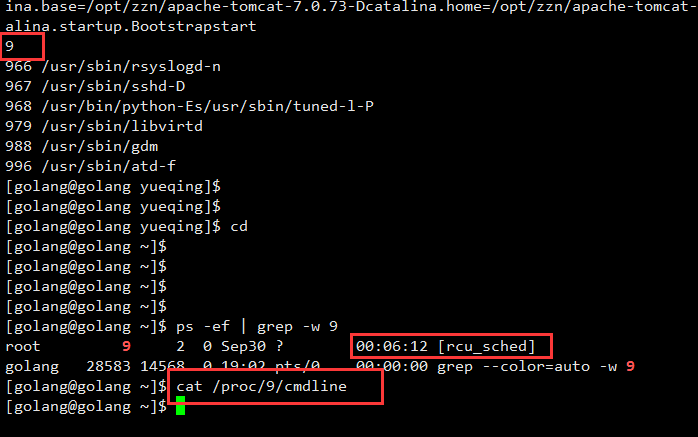 ina.base=/opt/zzn/apache-tomcat-7.0.73-Dcatalina.home=/opt/zzn/apache-tomcat-
alina.startup.Bootstrapstart
9
966 /usr/sbin/rsyslogd-n
967 /usr/sbin/sshd-D
968 /usr/bin/python-Es/usr/sbin/tuned-l-P
979 /usr/sbin/libvirtd
988 /usr/sbin/gdm
996 /usr/sbin/atd-f
[golang@golang yueqing]$
[golang@golang yueqing]$
[golang@golang yueqing]$ cd
[golang@golang ~]$
[golang@golang ~]$
[golang@golang ~]$
[golang@golang ~]$
[golang@golang ~]$ ps -ef | grep -w 9
root         9     2  0 Sep30 ?        00:06:12 [rcu_sched]
golang   28583 14568  0 19:02 pts/0    00:00:00 grep --color=auto -w 9
[golang@golang ~]$ cat /proc/9/cmdline
[golang@golang ~]$